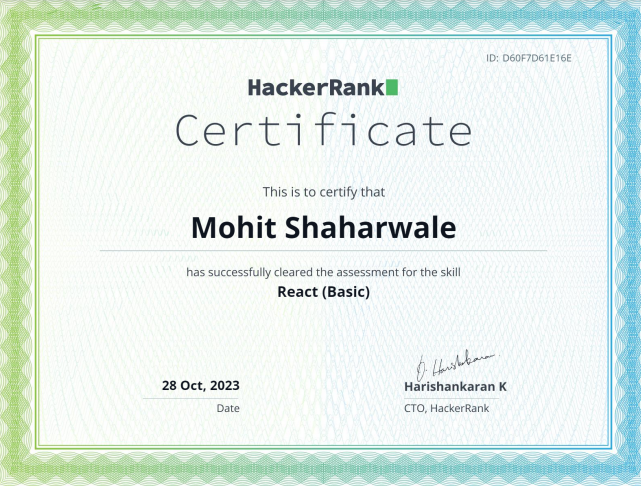 ID: D60F7D61E16E
HackerRank
Certificate
This is to certify that
Mohit Shaharwale
has successfully cleared the assessment for the skill
React (Basic)
D. Harishankaran
28 Oct, 2023
Harishankaran K
Date
CTO, HackerRank